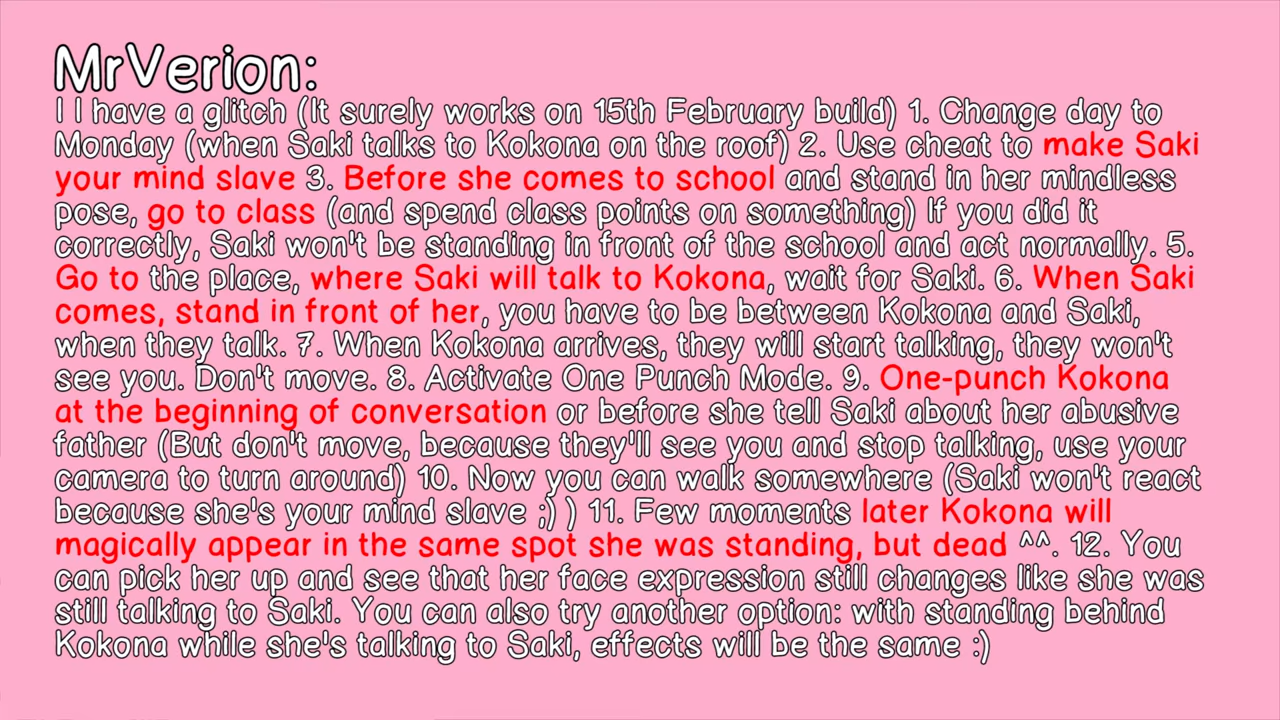 MrVerion:
I I have a glitch (It surely works on 15th February build) 1. Change day to
Monday (when Saki talks to Kokona on the roof) 2. Use cheat to make Saki
your mind slave 3. Before she comes to school and stand in her mindless
pose, go to class (and spend class points on something) If you did it
correctly, Saki won't be standing in front of the school and act normally. 5.
Go to the place, where Saki will talk to Kokona, wait for Saki. 6. When Saki
comes, stand in front of her, you have to be between Kokona and Saki,
when they talk. 7. When Kokona arrives, they will start talking, they won't
see you. Don't move. 8. Activate One Punch Mode. 9. One-punch Kokona
at the beginning of conversation or before she tell Saki about her abusive
father (But don't move, because they'll see you and stop talking, use your
camera to turn around) 10. Now you can walk somewhere (Saki won't react
because she's your mind slave ;) ) 11. Few moments later Kokona will
magically appear in the same spot she was standing, but dead ^^. 12. You
can pick her up and see that her face expression still changes like she was
still talking to Saki. You can also try another option: with standing behind
Kokona while she's talking to Saki, effects will be the same :)